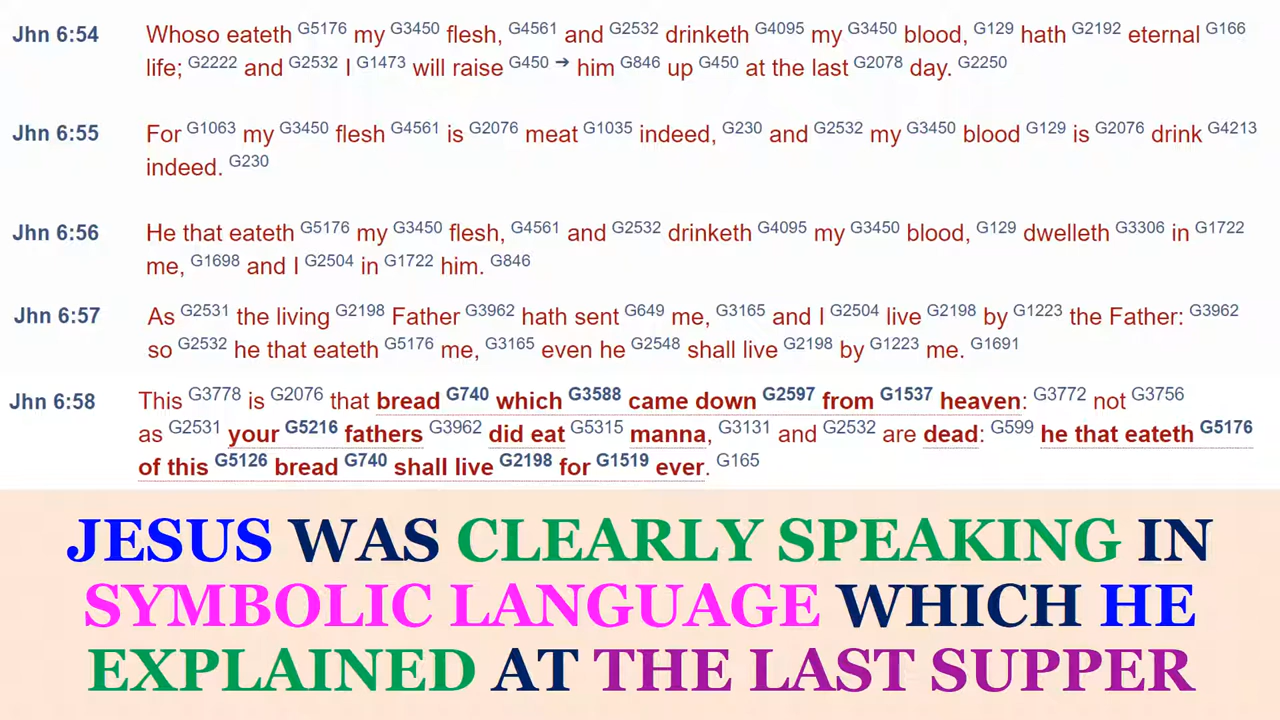 Jhn 6:54 Whoso eateth G5176 my G3450 flesh, G4561 and G2532 drinketh G4095 my G3450 blood, G129 hath G2192 eternal G166
life; G2222 and G2532 I G1473 will raise G450 → him G846 up G450 at the last G2078 day. G2250
Jhn 6:55 For G1063 my G3450 flesh G4561 is G2076 meat G1035 indeed, G230 and G2532 my G3450 blood G129 is G2076 drink G4213
indeed. G230
Jhn 6:56 He that eateth G5176 my G3450 flesh, G4561 and G2532 drinketh G4095 my G3450 blood, G129 dwelleth G3306 in G1722
me, G1698 and I G2504 in G1722 him. G846
Jhn 6:57 As G2531 the living G2198 Father G3962 hath sent G649 me, G3165 and I G2504 live G2198 by G1223 the Father: G3962
so G2532 he that eateth G5176 me, G3165 even he G2548 shall live G2198 by G1223 me. G1691
Jhn 6:58 This G3778 is G2076 that bread G740 which G3588 came down G2597 from G1537 heaven: G3772 not G3756
as G2531 your G5216 fathers G3962 did eat G5315 manna, G3131 and G2532 are dead: G599 he that eateth G5176
of this G5126 bread G740 shall live G2198 for G1519 ever. G165
JESUS WAS CLEARLY SPEAKING IN
SYMBOLIC LANGUAGE WHICH HE
EXPLAINED AT THE LAST SUPPER